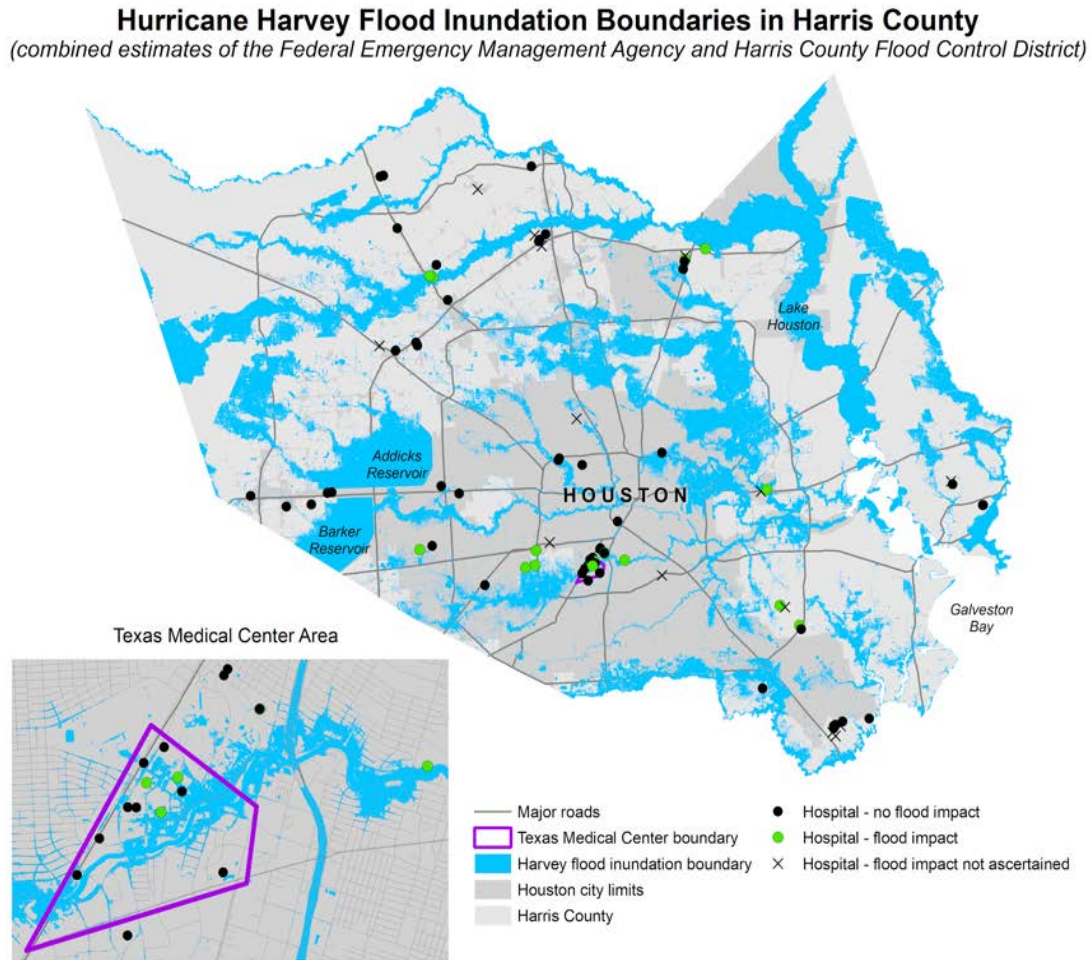 Hurricane Harvey Flood Inundation Boundaries in Harris County
(combined estimates of the Federal Emergency Management Agency and Harris County Flood Control District)
Lake
Houston
Addicks
Reservoir
HOUSTON
Barker
Reservoir
Galveston
Bay
Texas Medical Center Area
Major roads
Texas Medical Center boundary
Harvey flood inundation boundary
Houston city limits
Harris County
Hospital - no flood impact
Hospital - flood impact
Hospital - flood impact not ascertained